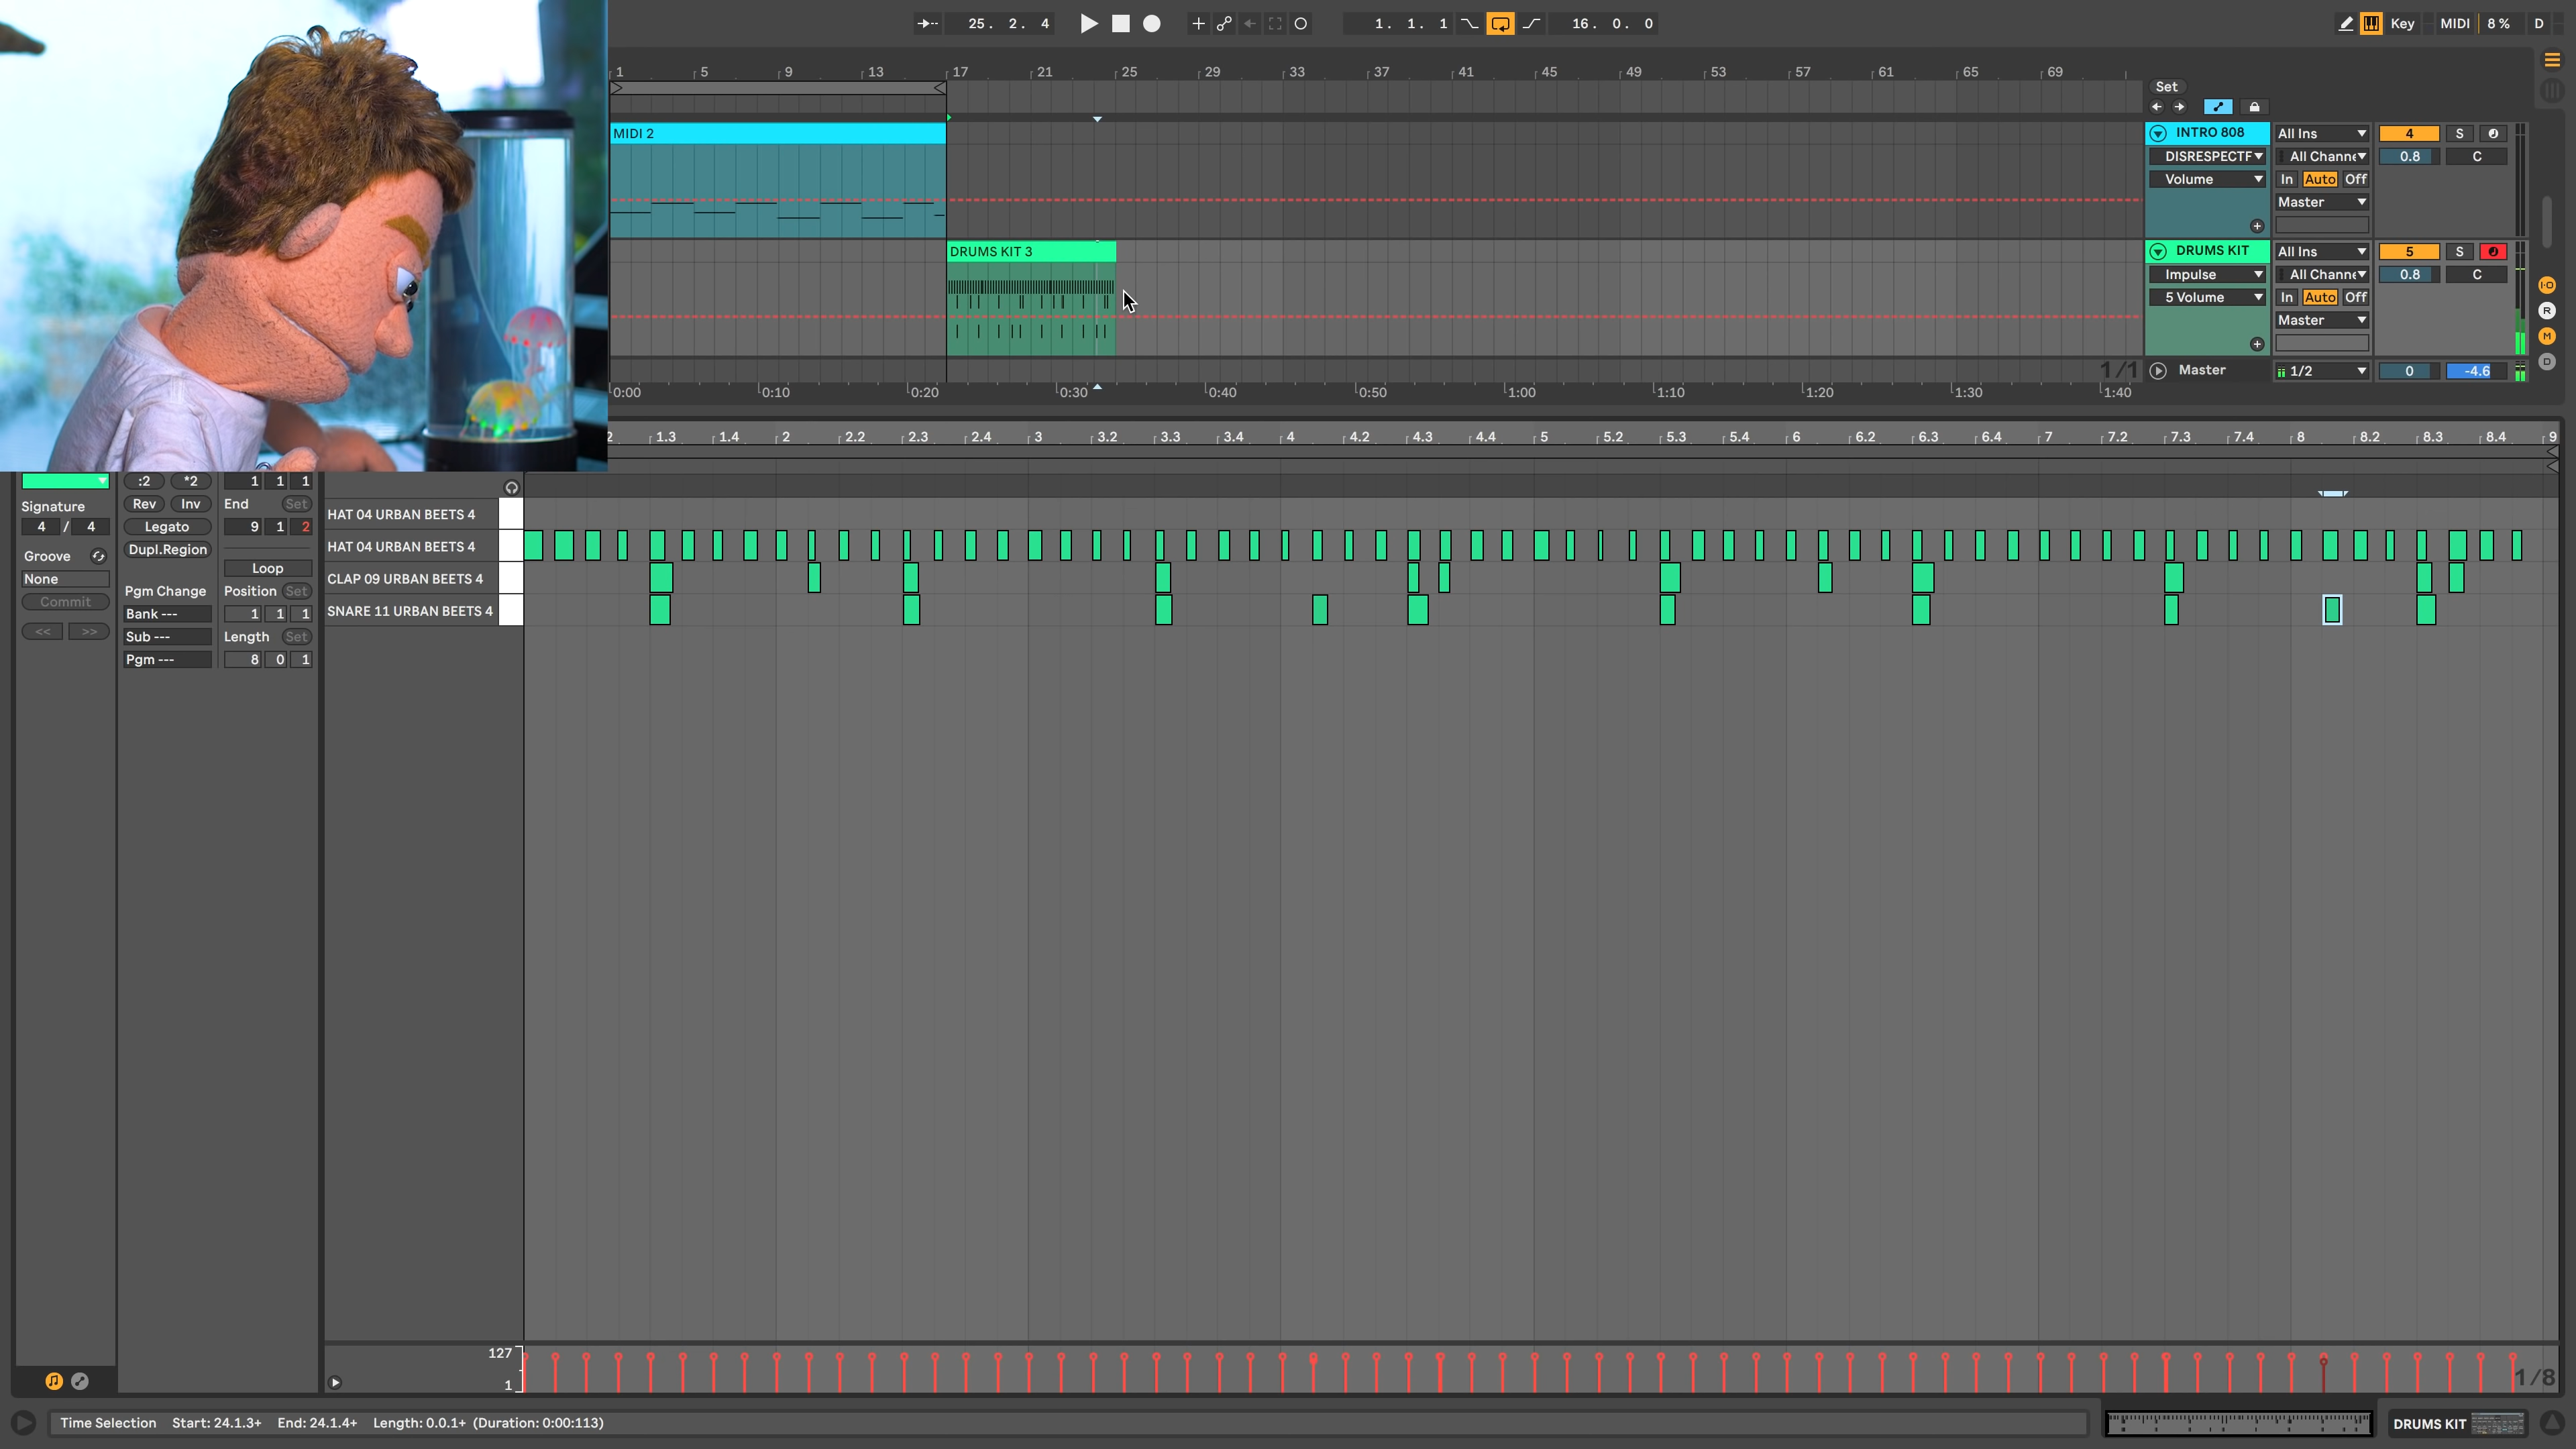 25. 2. 4
1. 1. 1
16. 0. 0
Key
MIDI
8 %
D
1 5 9 13 17 21 25 29 33 37 41 45 49 53 57 61 65 69
Set
MIDI 2
INTRO 808
All Ins
4
S
DISRESPECTF
All Channe
0.8
C
Volume
In
Auto
Off
Master
DRUMS KIT 3
DRUMS KIT
All Ins
5
S
Impulse
All Channe
0.8
C
5 Volume
In
Auto
Off
Master
1/1
Master
1/2
0
-4.6
I·O
R
M
D
0:00 0:10 0:20 0:30 0:40 0:50 1:00 1:10 1:20 1:30 1:40
2 1.3 1.4 2 2.2 2.3 2.4 3 3.2 3.3 3.4 4 4.2 4.3 4.4 5 5.2 5.3 5.4 6 6.2 6.3 6.4 7 7.2 7.3 7.4 8 8.2 8.3 8.4 9
:2 *2
1 1 1
Signature
Rev Inv
End Set
4 / 4
Legato
9 1 2
Groove
Dupl.Region
None
Loop
Commit
Pgm Change
Position Set
Bank ---
1 1 1
<< >>
Sub ---
Length Set
Pgm ---
8 0 1
HAT 04 URBAN BEETS 4
HAT 04 URBAN BEETS 4
CLAP 09 URBAN BEETS 4
SNARE 11 URBAN BEETS 4
127
1
1/8
Time Selection Start: 24.1.3+ End: 24.1.4+ Length: 0.0.1+ (Duration: 0:00:113)
DRUMS KIT